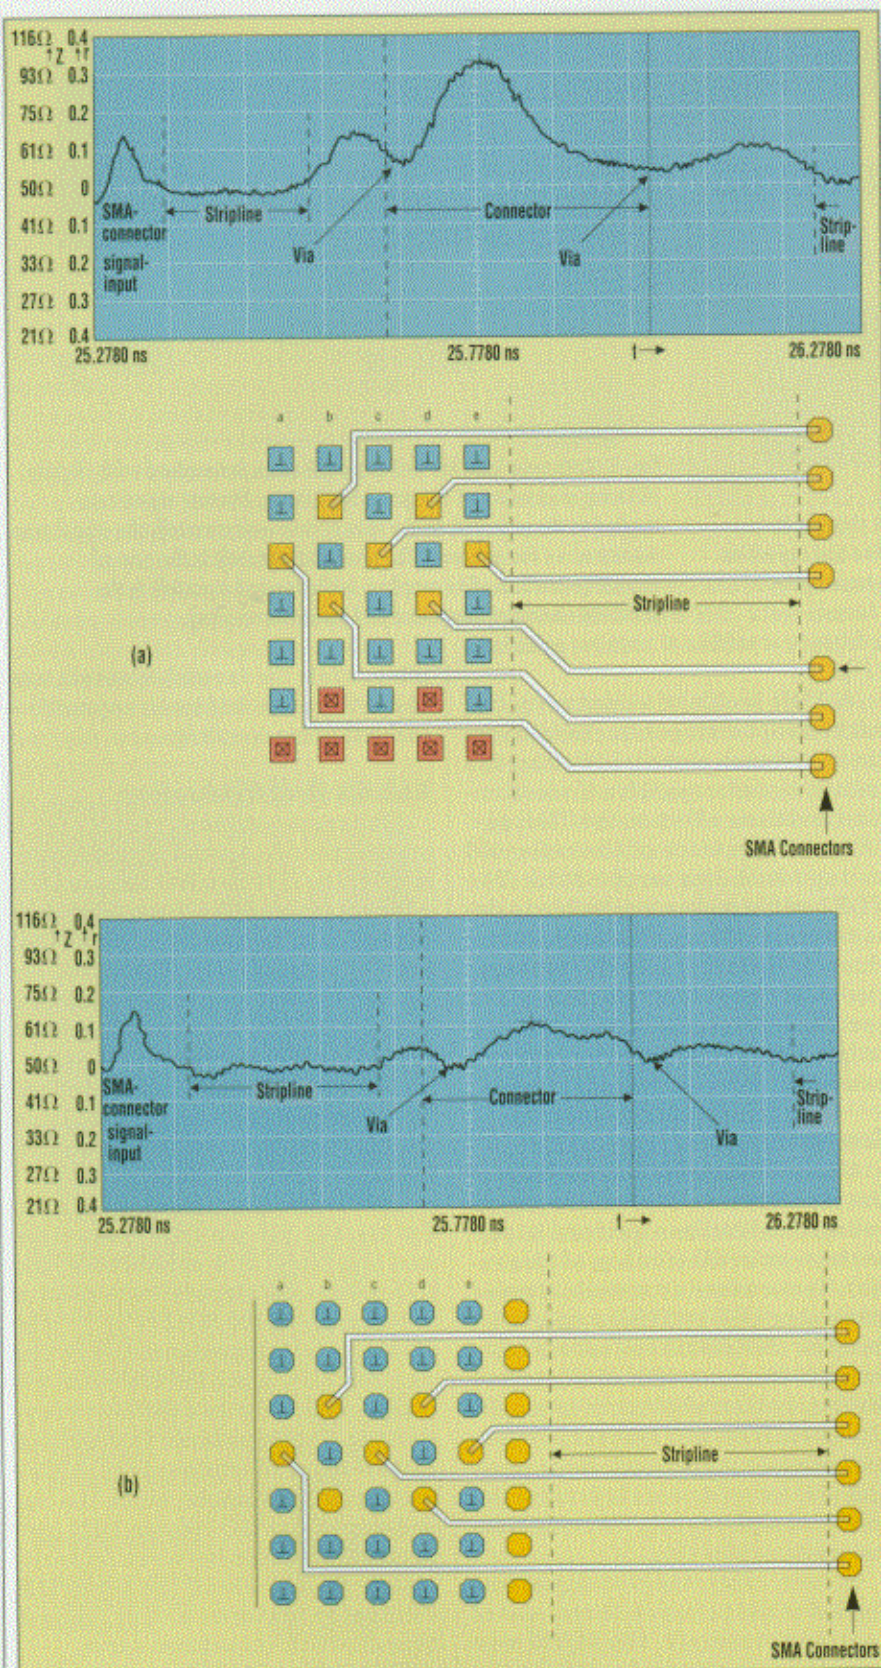 116Ω 0.4
↑Z ↑r
93Ω 0.3
75Ω 0.2
61Ω 0.1
50Ω 0
41Ω 0.1
33Ω 0.2
27Ω 0.3
21Ω 0.4
SMA-
connector
signal-
input
Stripline
Via
Connector
Via
Strip-
line
25.2780 ns 25.7780 ns t→ 26.2780 ns
a b c d e
Stripline
(a)
SMA Connectors
116Ω 0.4
↑Z ↑r
93Ω 0.3
75Ω 0.2
61Ω 0.1
50Ω 0
41Ω 0.1
33Ω 0.2
27Ω 0.3
21Ω 0.4
SMA-
connector
signal-
input
Stripline
Via
Connector
Via
Strip-
line
25.2780 ns 25.7780 ns t→ 26.2780 ns
a b c d e
Stripline
(b)
SMA Connectors